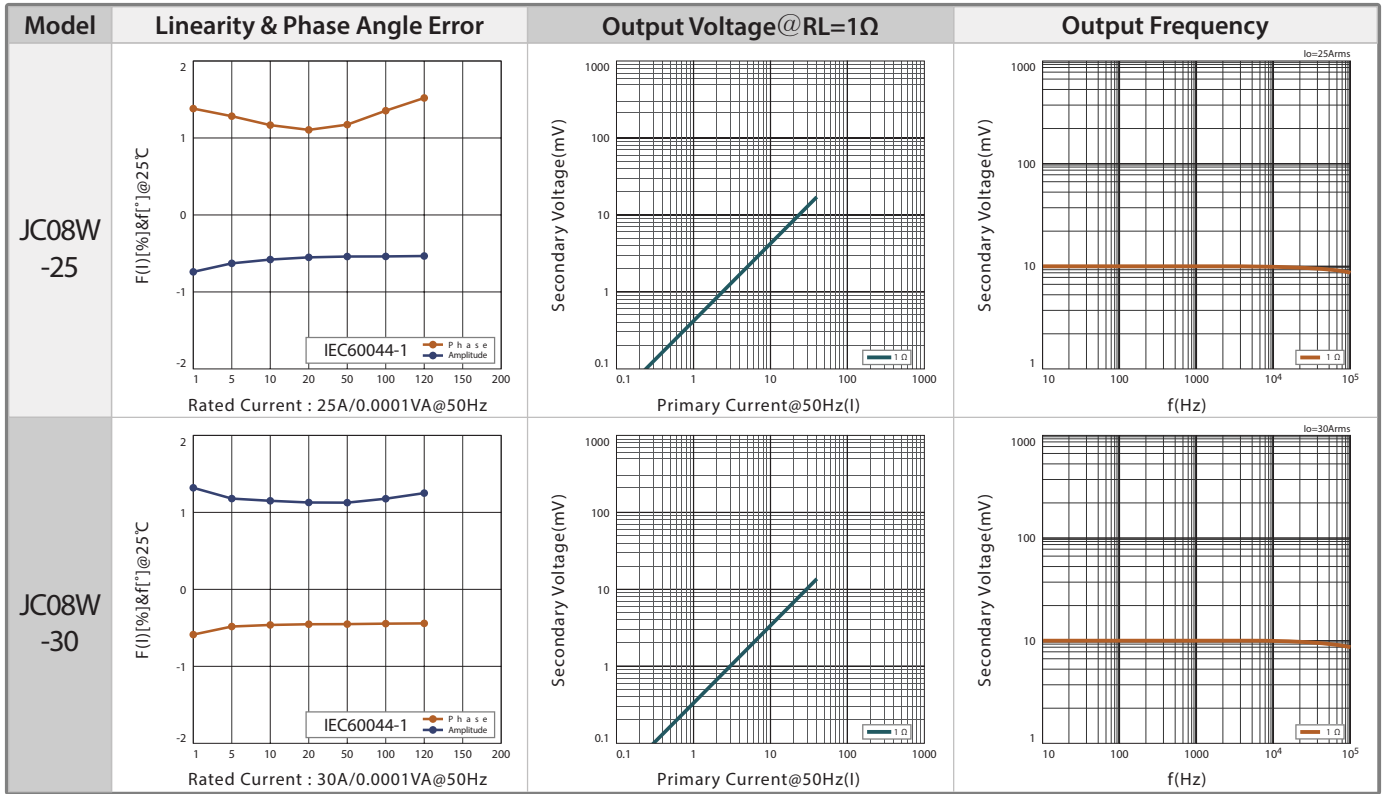 Model Linearity & Phase Angle Error Output Voltage@RL=1Ω Output Frequency
JC08W
-25
F(I)[%]&f[°]@25℃
2
1
0
-1
-2
IEC60044-1
Phase
Amplitude
1 5 10 20 50 100 120 150 200
Rated Current : 25A/0.0001VA@50Hz
Secondary Voltage(mV)
1000
100
10
1
0.1
1 Ω
0.1 1 10 100 1000
Primary Current@50Hz(I)
Io=25Arms
Secondary Voltage(mV)
1000
100
10
1
1 Ω
10 100 1000 10⁴ 10⁵
f(Hz)
JC08W
-30
F(I)[%]&f[°]@25℃
2
1
0
-1
-2
IEC60044-1
Phase
Amplitude
1 5 10 20 50 100 120 150 200
Rated Current : 30A/0.0001VA@50Hz
Secondary Voltage(mV)
1000
100
10
1
0.1
1 Ω
0.1 1 10 100 1000
Primary Current@50Hz(I)
Io=30Arms
Secondary Voltage(mV)
1000
100
10
1
1 Ω
10 100 1000 10⁴ 10⁵
f(Hz)